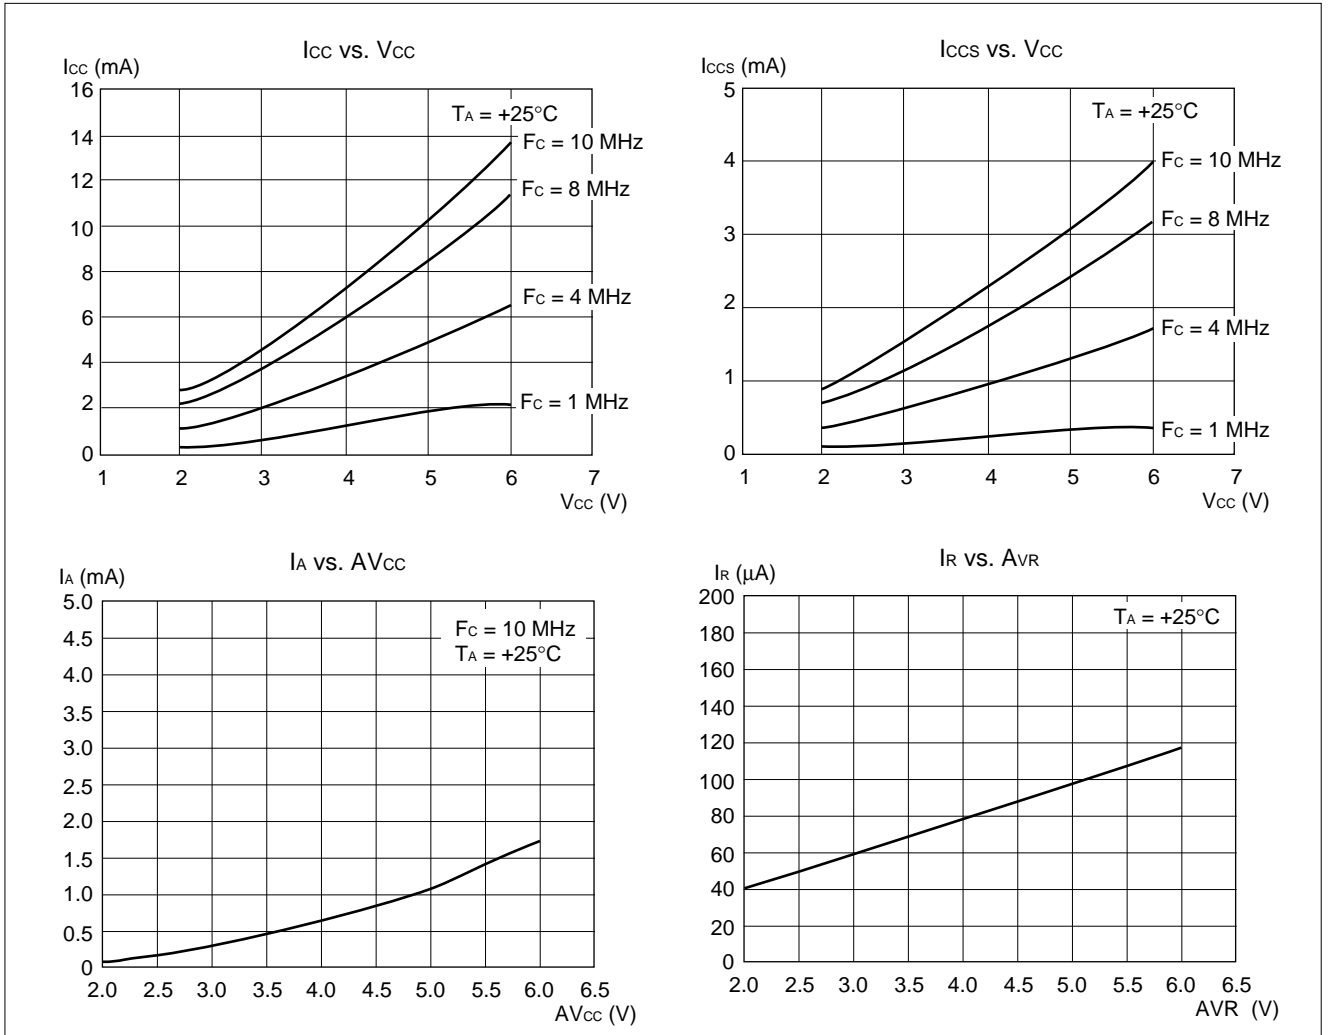 ICC vs. VCC
ICC (mA)
16
14
12
10
8
6
4
2
0
TA = +25°C
FC = 10 MHz
FC = 8 MHz
FC = 4 MHz
FC = 1 MHz
1 2 3 4 5 6 7
VCC (V)
ICCS vs. VCC
ICCS (mA)
5
4
3
2
1
0
TA = +25°C
FC = 10 MHz
FC = 8 MHz
FC = 4 MHz
FC = 1 MHz
1 2 3 4 5 6 7
VCC (V)
IA vs. AVCC
IA (mA)
5.0
4.5
4.0
3.5
3.0
2.5
2.0
1.5
1.0
0.5
0
FC = 10 MHz
TA = +25°C
2.0 2.5 3.0 3.5 4.0 4.5 5.0 5.5 6.0 6.5
AVCC (V)
IR vs. AVR
IR (µA)
200
180
160
140
120
100
80
60
40
20
0
TA = +25°C
2.0 2.5 3.0 3.5 4.0 4.5 5.0 5.5 6.0 6.5
AVR (V)